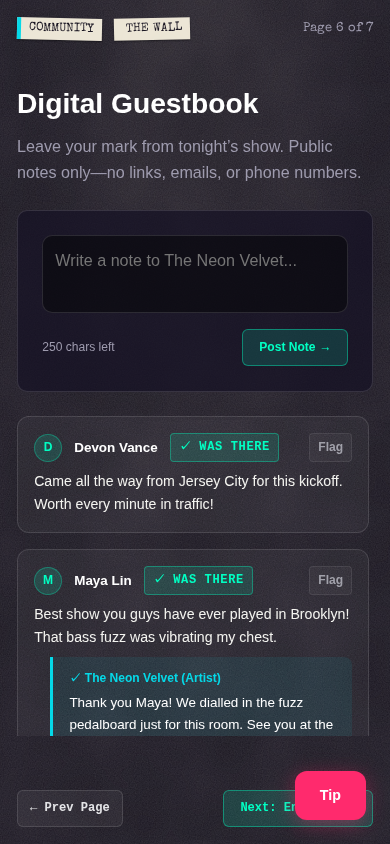 COMMUNITY THE WALL Page 6 of 7
Digital Guestbook
Leave your mark from tonight's show. Public
notes only—no links, emails, or phone numbers.
Write a note to The Neon Velvet...
250 chars left Post Note →
D Devon Vance ✓ WAS THERE Flag
Came all the way from Jersey City for this kickoff.
Worth every minute in traffic!
M Maya Lin ✓ WAS THERE Flag
Best show you guys have ever played in Brooklyn!
That bass fuzz was vibrating my chest.
✓ The Neon Velvet (Artist)
Thank you Maya! We dialled in the fuzz
pedalboard just for this room. See you at the
← Prev Page Next: Tip